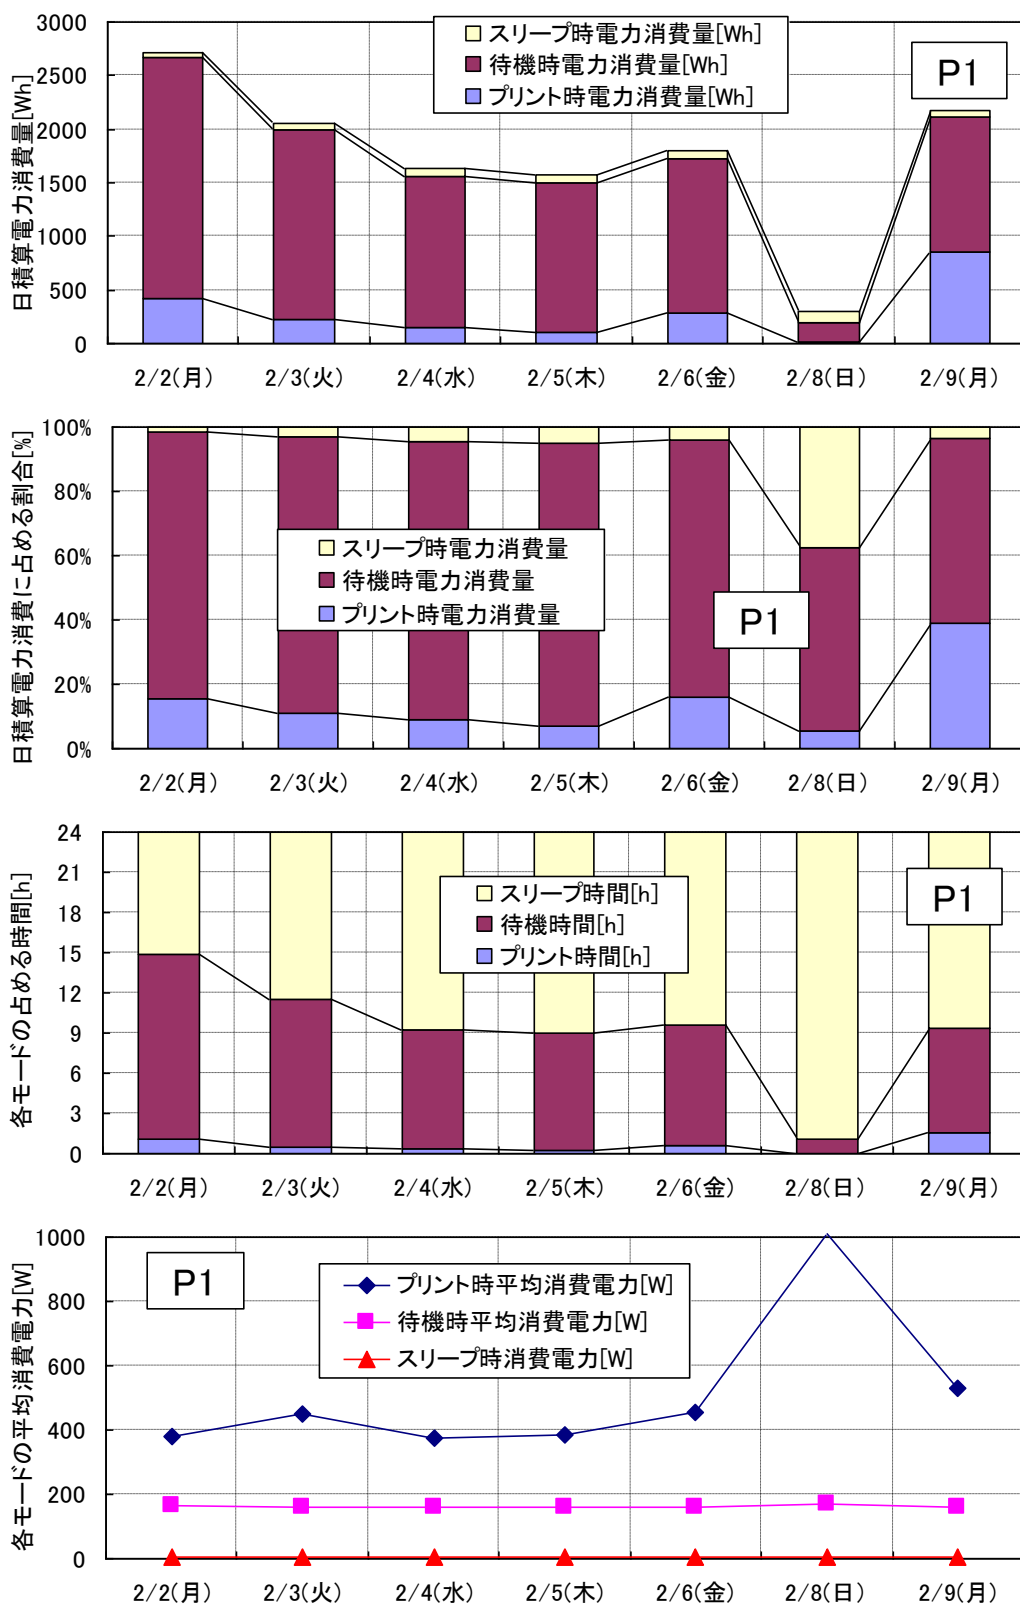 日積算電力消費量[Wh]
3000
2500
2000
1500
1000
500
0
スリープ時電力消費量[Wh]
待機時電力消費量[Wh]
プリント時電力消費量[Wh]
P1
2/2(月) 2/3(火) 2/4(水) 2/5(木) 2/6(金) 2/8(日) 2/9(月)
日積算電力消費に占める割合[%]
100%
80%
60%
40%
20%
0%
スリープ時電力消費量
待機時電力消費量
プリント時電力消費量
P1
2/2(月) 2/3(火) 2/4(水) 2/5(木) 2/6(金) 2/8(日) 2/9(月)
各モードの占める時間[h]
24
21
18
15
12
9
6
3
0
スリープ時間[h]
待機時間[h]
プリント時間[h]
P1
2/2(月) 2/3(火) 2/4(水) 2/5(木) 2/6(金) 2/8(日) 2/9(月)
各モードの平均消費電力[W]
1000
800
600
400
200
0
P1
プリント時平均消費電力[W]
待機時平均消費電力[W]
スリープ時消費電力[W]
2/2(月) 2/3(火) 2/4(水) 2/5(木) 2/6(金) 2/8(日) 2/9(月)